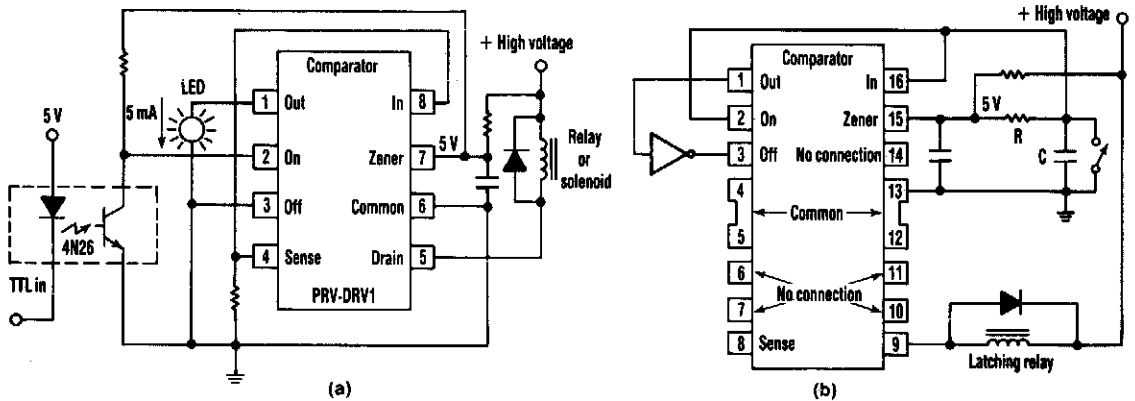 (a)
5 V
TTL in
4N26
5 mA
LED
Comparator
1 Out
2 On
3 Off
4 Sense
In 8
Zener 7
Common 6
Drain 5
PRV-DRV1
5 V
+ High voltage
Relay
or
solenoid
(b)
Comparator
1 Out
2 On
3 Off
4
5
6
7
8 Sense
In 16
Zener 15
No connection 14
13
12
11
10
9
Common
No connection
5 V
R
C
+ High voltage
Latching relay